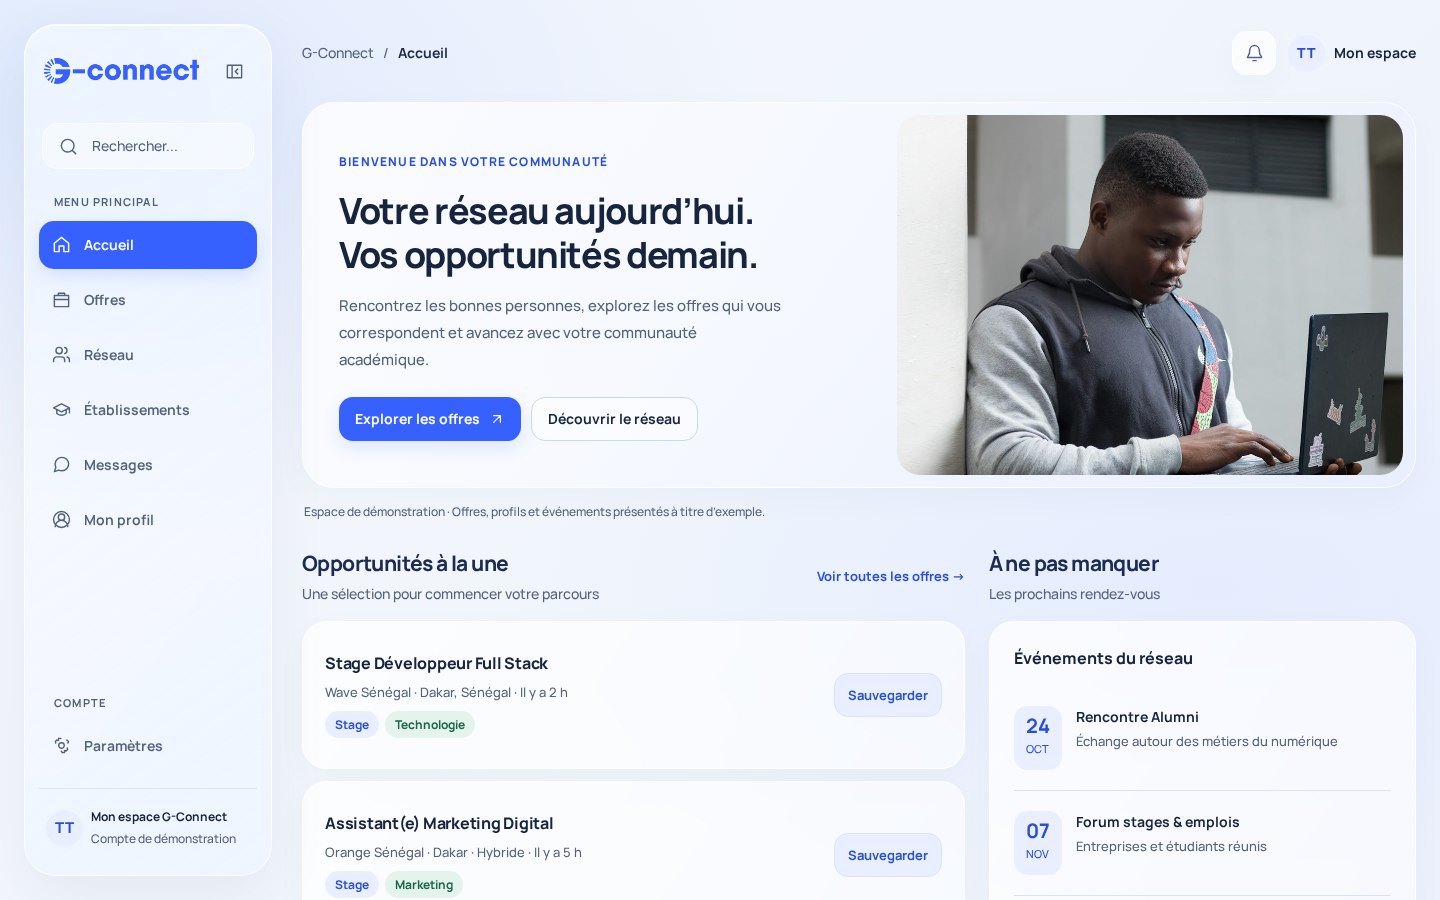 G-connect
Rechercher...
MENU PRINCIPAL
Accueil
Offres
Réseau
Établissements
Messages
Mon profil
COMPTE
Paramètres
TT
Mon espace G-Connect
Compte de démonstration
G-Connect / Accueil
TT Mon espace
BIENVENUE DANS VOTRE COMMUNAUTÉ
Votre réseau aujourd’hui.
Vos opportunités demain.
Rencontrez les bonnes personnes, explorez les offres qui vous
correspondent et avancez avec votre communauté
académique.
Explorer les offres
Découvrir le réseau
Espace de démonstration · Offres, profils et événements présentés à titre d’exemple.
Opportunités à la une
Une sélection pour commencer votre parcours
Voir toutes les offres →
Stage Développeur Full Stack
Wave Sénégal · Dakar, Sénégal · Il y a 2 h
Stage Technologie
Sauvegarder
Assistant(e) Marketing Digital
Orange Sénégal · Dakar · Hybride · Il y a 5 h
Stage Marketing
Sauvegarder
À ne pas manquer
Les prochains rendez-vous
Événements du réseau
24
OCT
Rencontre Alumni
Échange autour des métiers du numérique
07
NOV
Forum stages & emplois
Entreprises et étudiants réunis